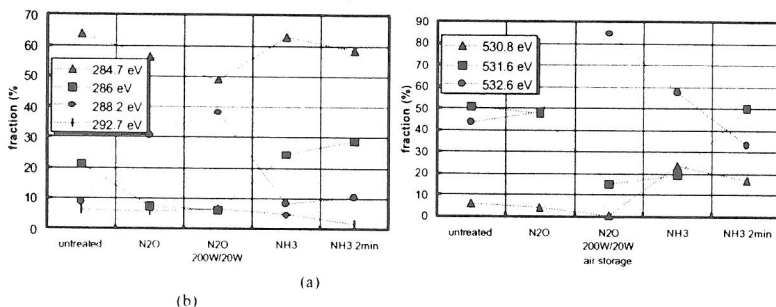 70
60
50
40
30
20
10
0
fraction (%
284.7 eV
286 eV
288.2 eV
292.7 eV
untreated N2O N2O NH3 NH3 2min
200W/20W
90
80
70
60
50
40
30
20
10
0
fraction (%)
530.8 eV
531.6 eV
532.6 eV
untreated N2O N2O NH3 NH3 2min
200W/20W
air storage
(a)
(b)